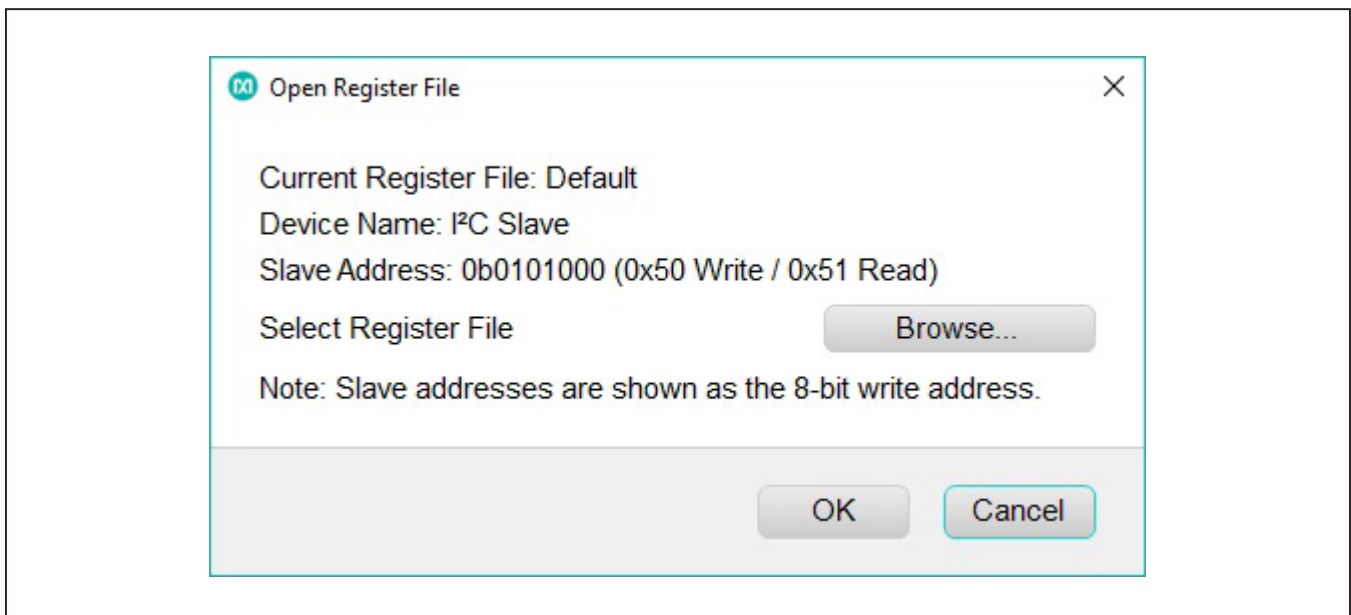 Open Register File
Current Register File: Default
Device Name: I²C Slave
Slave Address: 0b0101000 (0x50 Write / 0x51 Read)
Select Register File Browse...
Note: Slave addresses are shown as the 8-bit write address.
OK Cancel